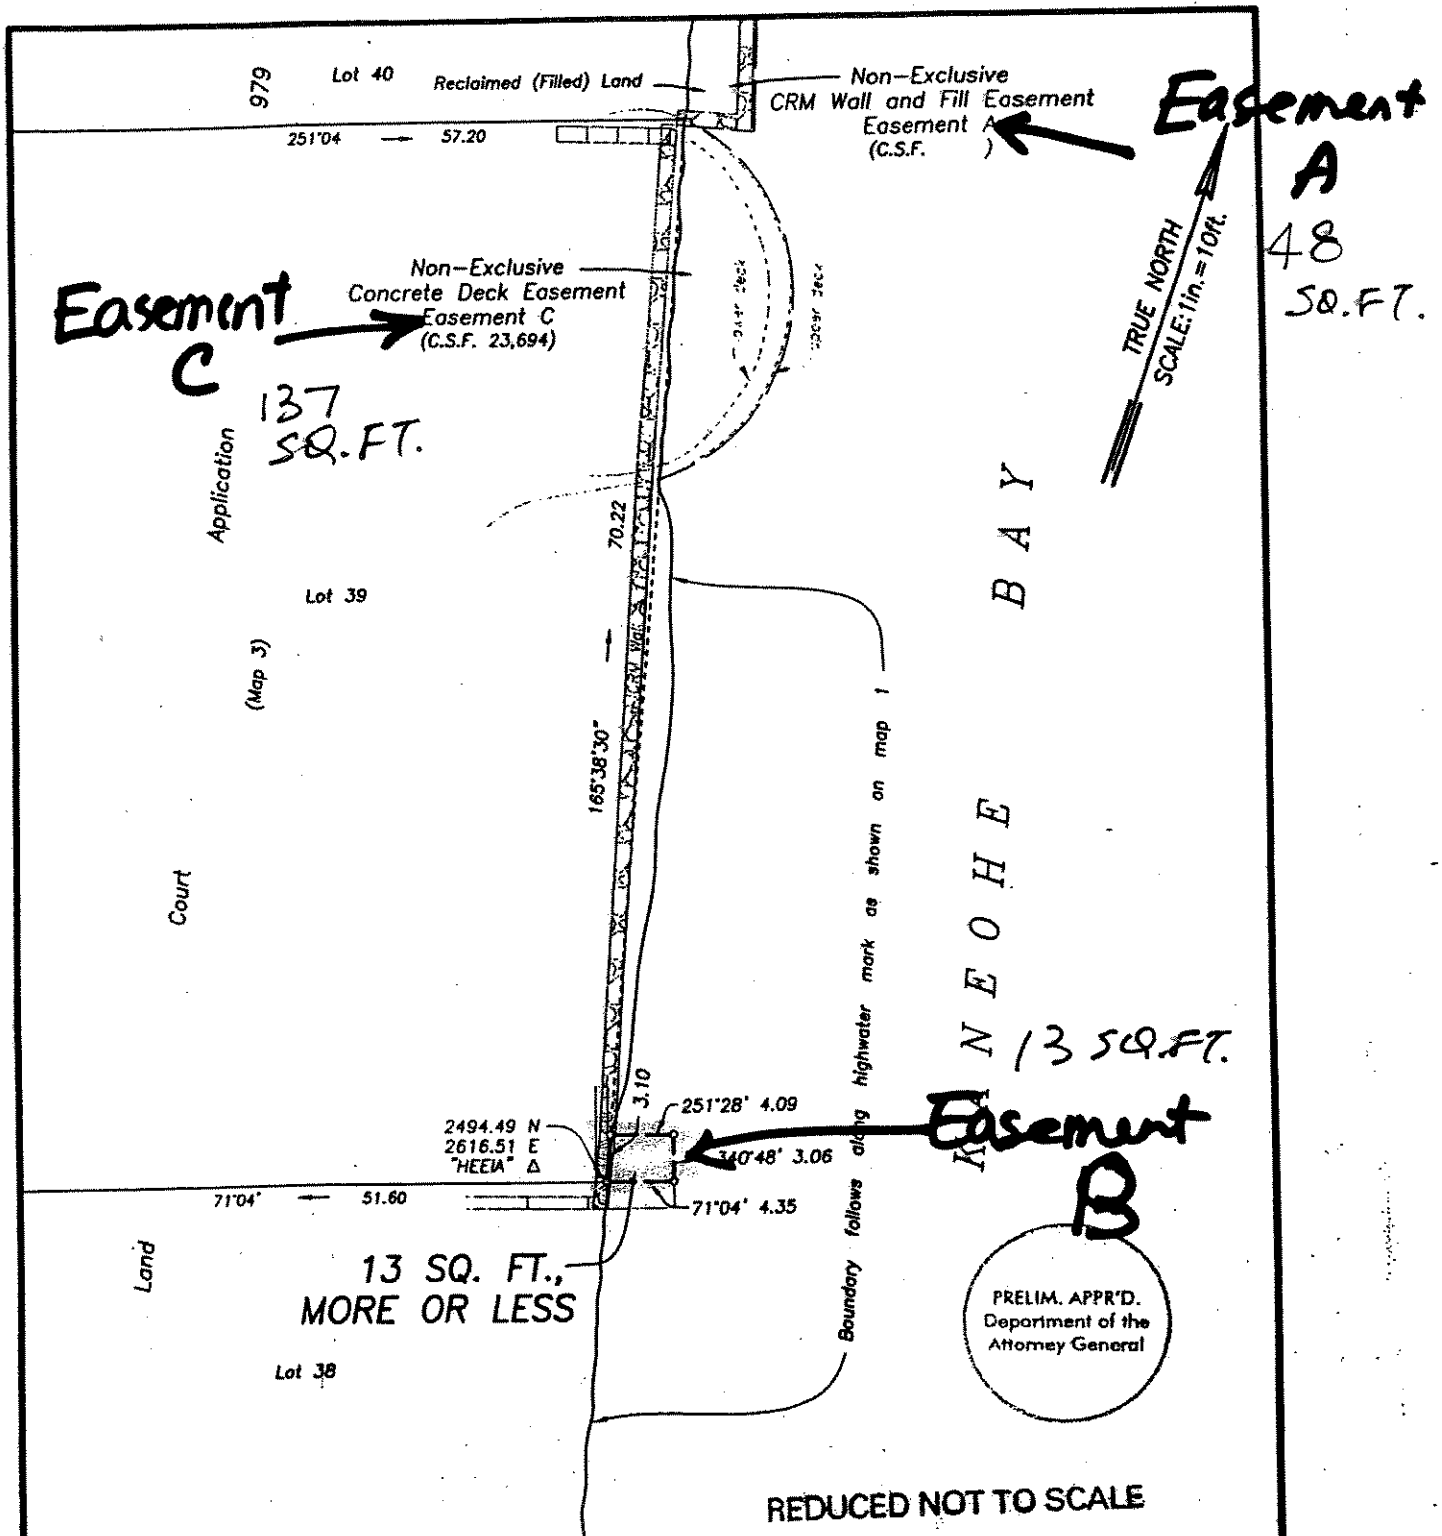 979
Lot 40
Reclaimed (Filled) Land
Non-Exclusive
CRM Wall and Fill Easement
Easement A
(C.S.F. )
Easement
A
48
SQ.FT.
251°04 57.20
TRUE NORTH
SCALE: 1in.=10ft.
Non-Exclusive
Concrete Deck Easement
Easement C
(C.S.F. 23,694)
Easement
C
137
SQ.FT.
upper deck
Application
Lot 39
(Map 3)
Court
Land
70.22
CRM Wall
165°38'30"
KANEOHE BAY
Boundary follows along highwater mark as shown on map 1
13 SQ.FT.
Easement
B
3.10
251°28' 4.09
2494.49 N
2616.51 E
"HEEIA" Δ
340°48' 3.06
71°04' 51.60
71°04' 4.35
13 SQ. FT.,
MORE OR LESS
Lot 38
PRELIM. APPR'D.
Department of the
Attorney General
REDUCED NOT TO SCALE